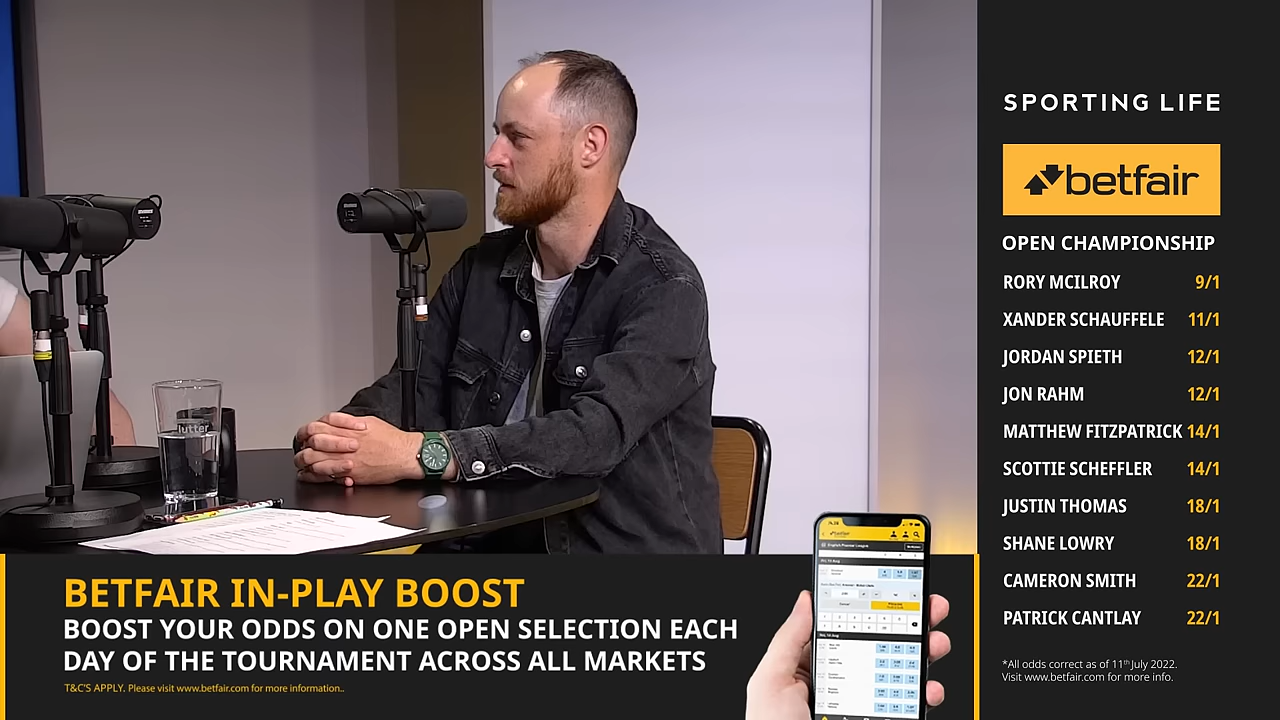 SPORTING LIFE
betfair
OPEN CHAMPIONSHIP
RORY MCILROY 9/1
XANDER SCHAUFFELE 11/1
JORDAN SPIETH 12/1
JON RAHM 12/1
MATTHEW FITZPATRICK 14/1
SCOTTIE SCHEFFLER 14/1
JUSTIN THOMAS 18/1
SHANE LOWRY 18/1
CAMERON SMITH 22/1
PATRICK CANTLAY 22/1
*All odds correct as of 11th July 2022.
Visit www.betfair.com for more info.
BETFAIR IN-PLAY BOOST
BOOST YOUR ODDS ON ONE OPEN SELECTION EACH
DAY OF THE TOURNAMENT ACROSS ALL MARKETS
T&C'S APPLY. Please visit www.betfair.com for more information..
betfair
English Premier League